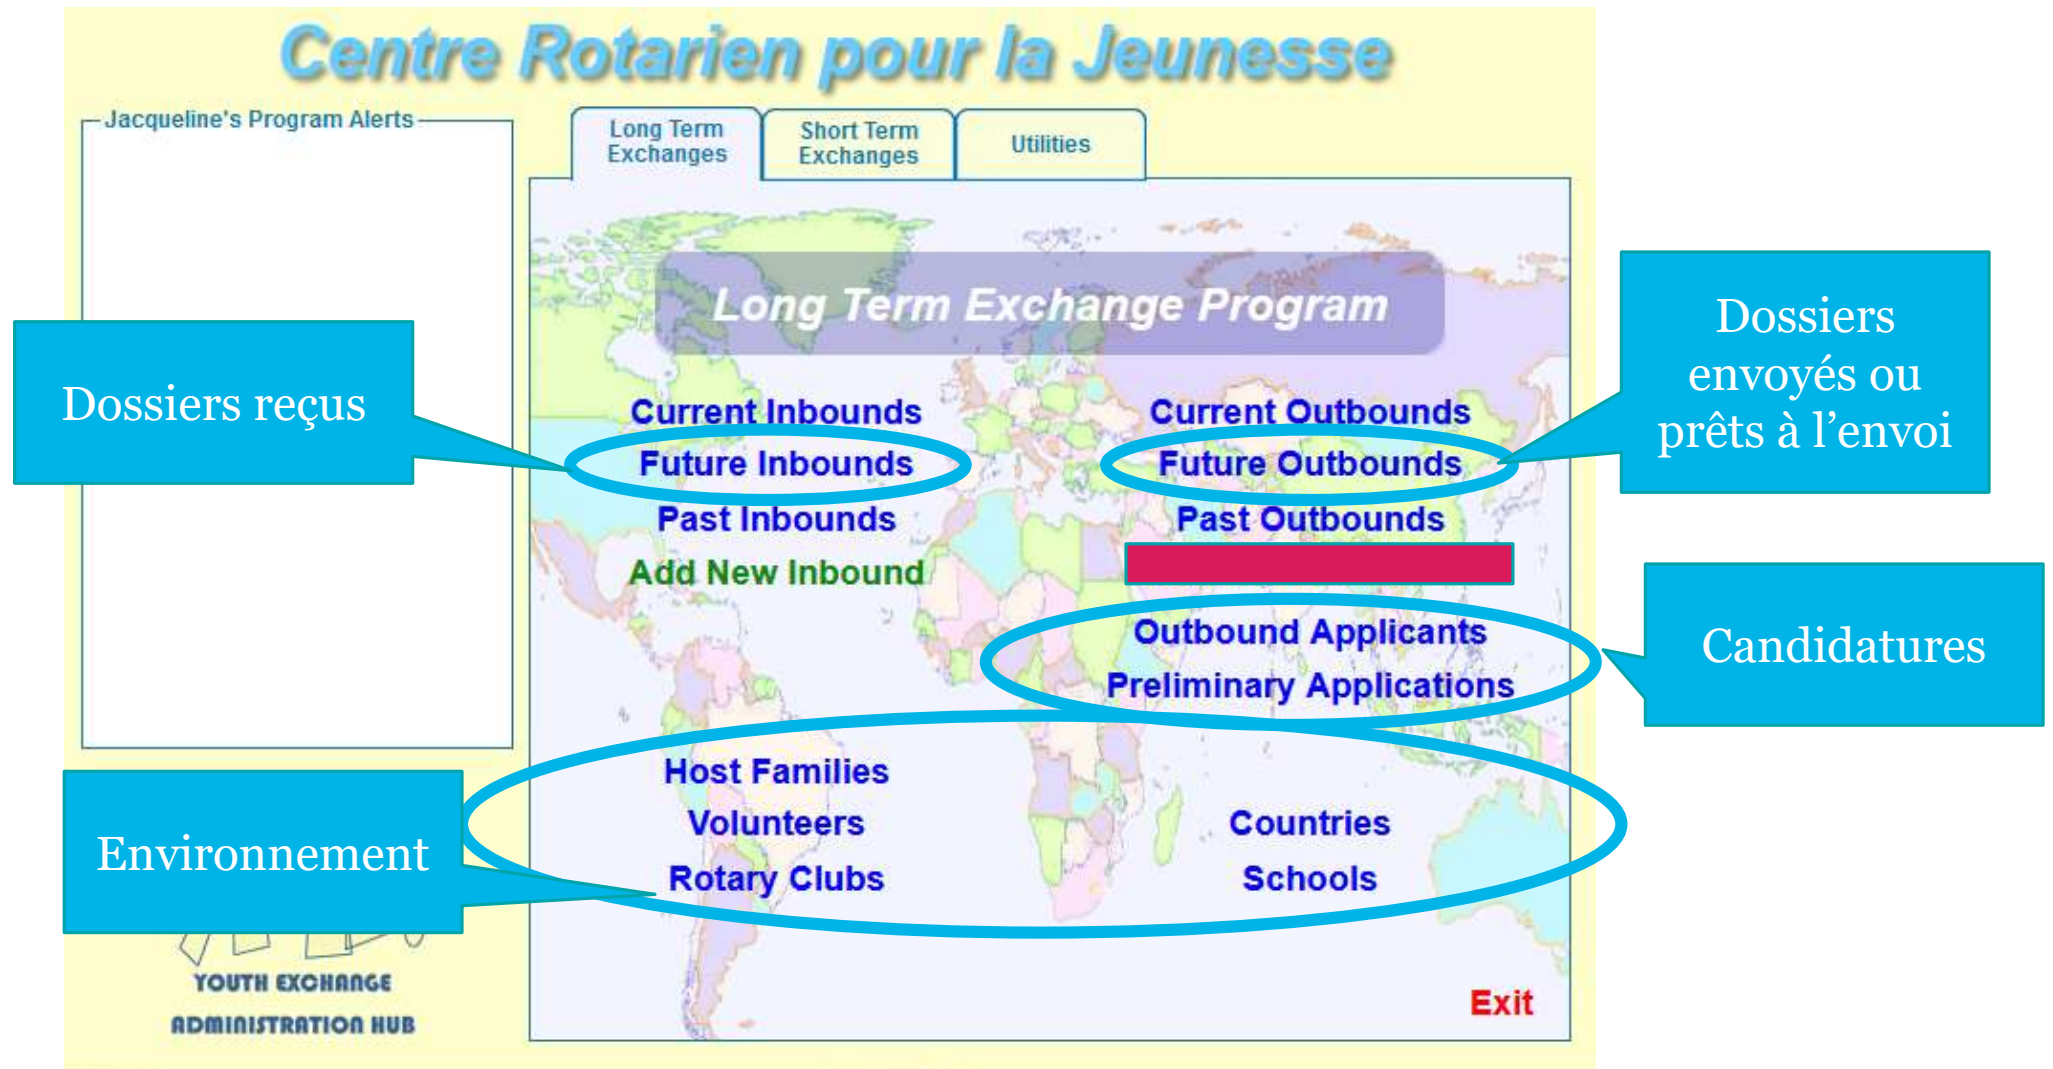 Centre Rotarien pour la Jeunesse
Jacqueline's Program Alerts
Long Term
Exchanges
Short Term
Exchanges
Utilities
Long Term Exchange Program
Dossiers reçus
Dossiers
envoyés ou
prêts à l’envoi
Current Inbounds
Current Outbounds
Future Inbounds
Future Outbounds
Past Inbounds
Past Outbounds
Add New Inbound
Outbound Applicants
Preliminary Applications
Candidatures
Host Families
Volunteers
Countries
Rotary Clubs
Schools
Environnement
YOUTH EXCHANGE
ADMINISTRATION HUB
Exit